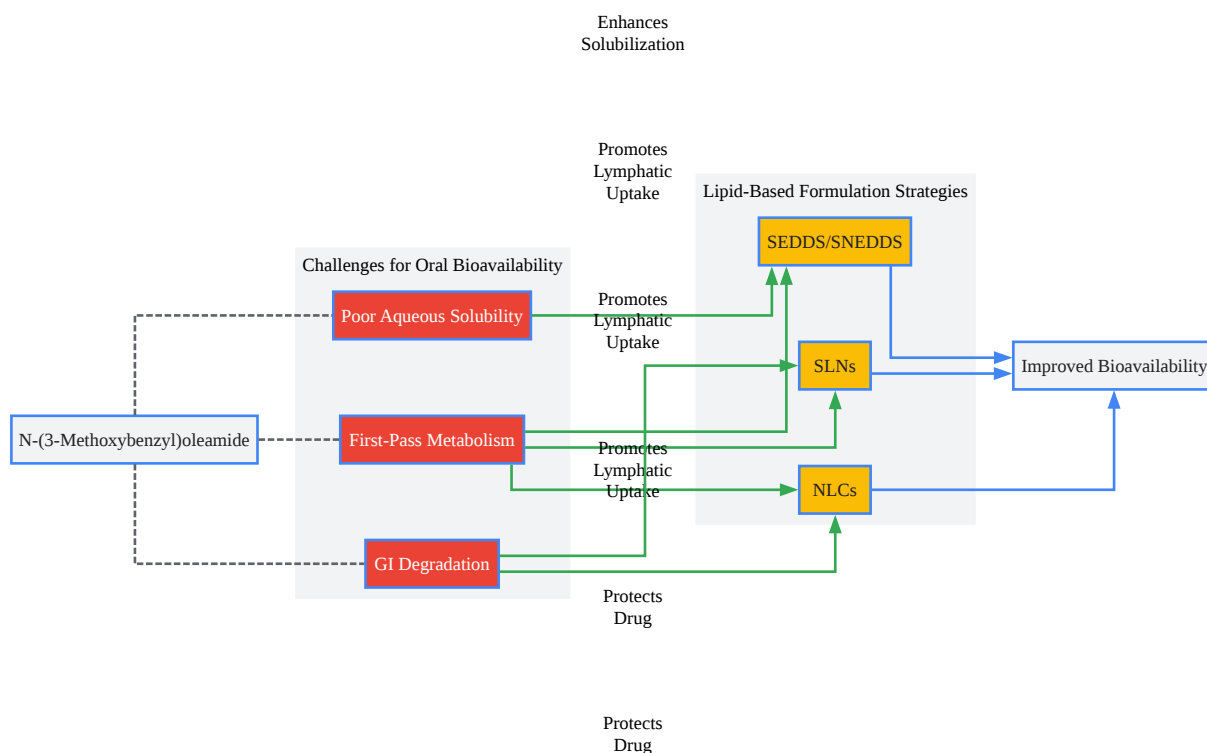 Enhances
Solubilization
Promotes
Lymphatic
Uptake
Lipid-Based Formulation Strategies
SEDDS/SNEDDS
Challenges for Oral Bioavailability
Poor Aqueous Solubility
Promotes
Lymphatic
Uptake
SLNs
Improved Bioavailability
N-(3-Methoxybenzyl)oleamide
First-Pass Metabolism
Promotes
Lymphatic
Uptake
NLCs
GI Degradation
Protects
Drug
Protects
Drug